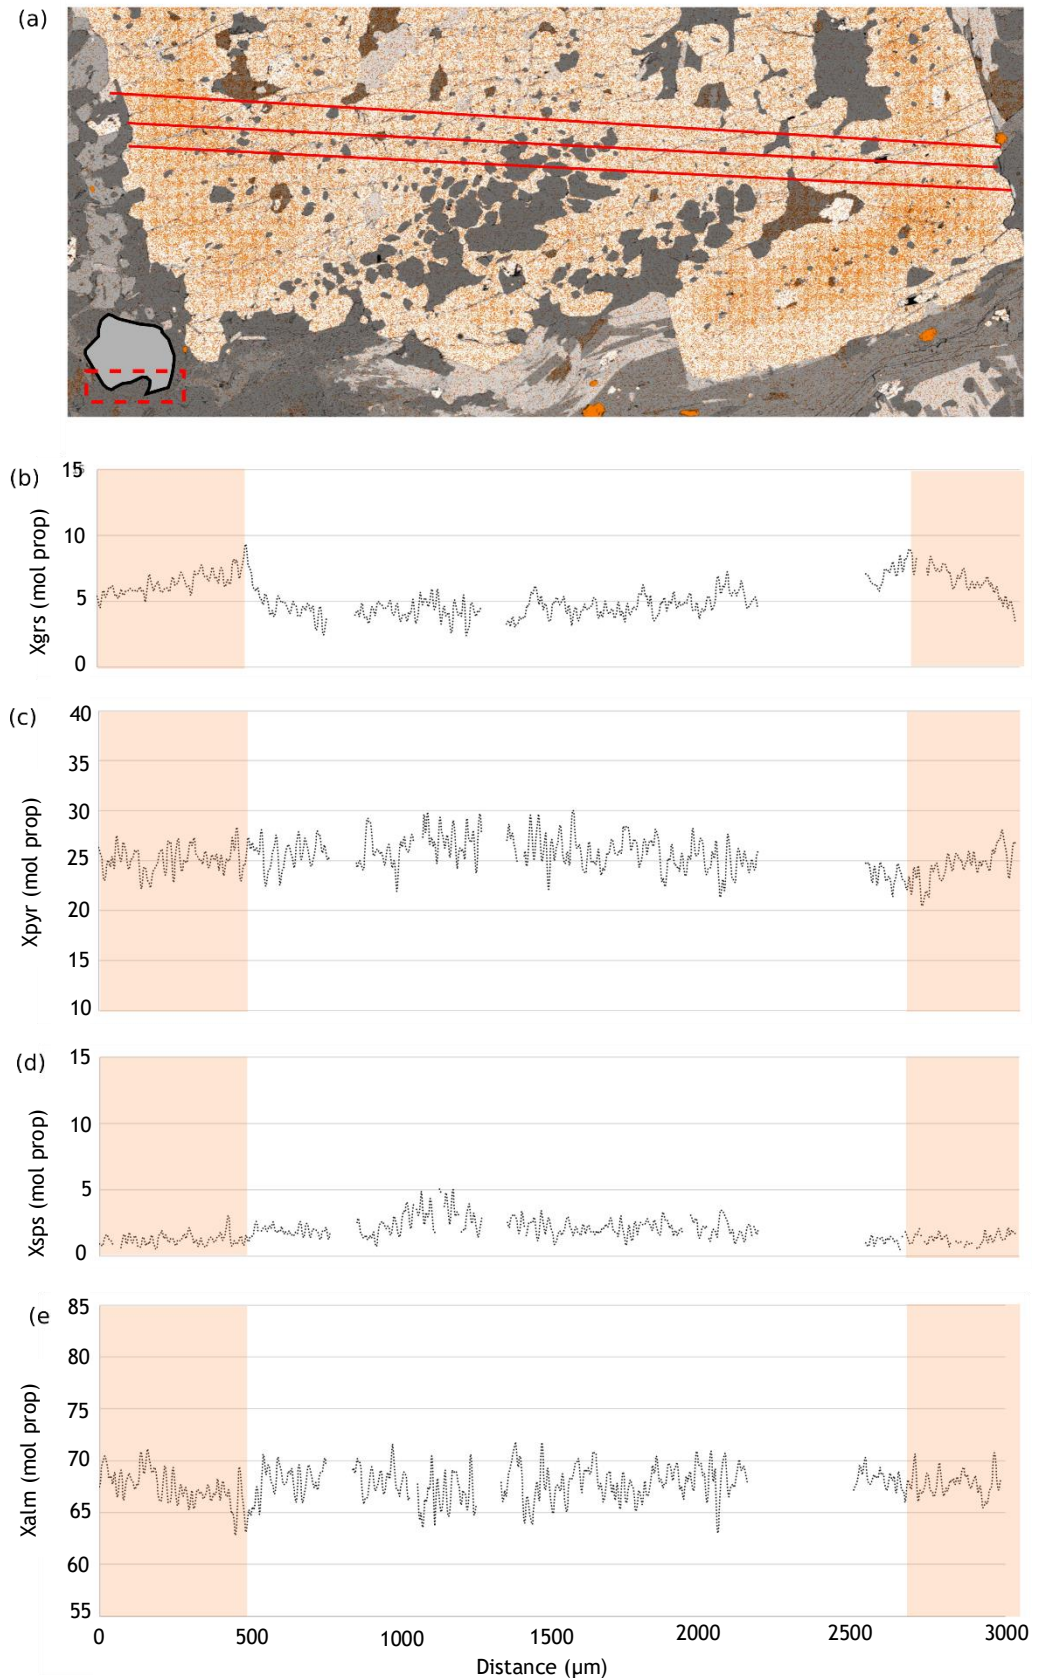 (a)
(b)
15
10
5
0
Xgrs (mol prop)
(c)
40
35
30
25
20
15
10
Xpyr (mol prop)
(d)
15
10
5
0
Xsps (mol prop)
(e
85
80
75
70
65
60
55
Xalm (mol prop)
0 500 1000 1500 2000 2500 3000
Distance (µm)